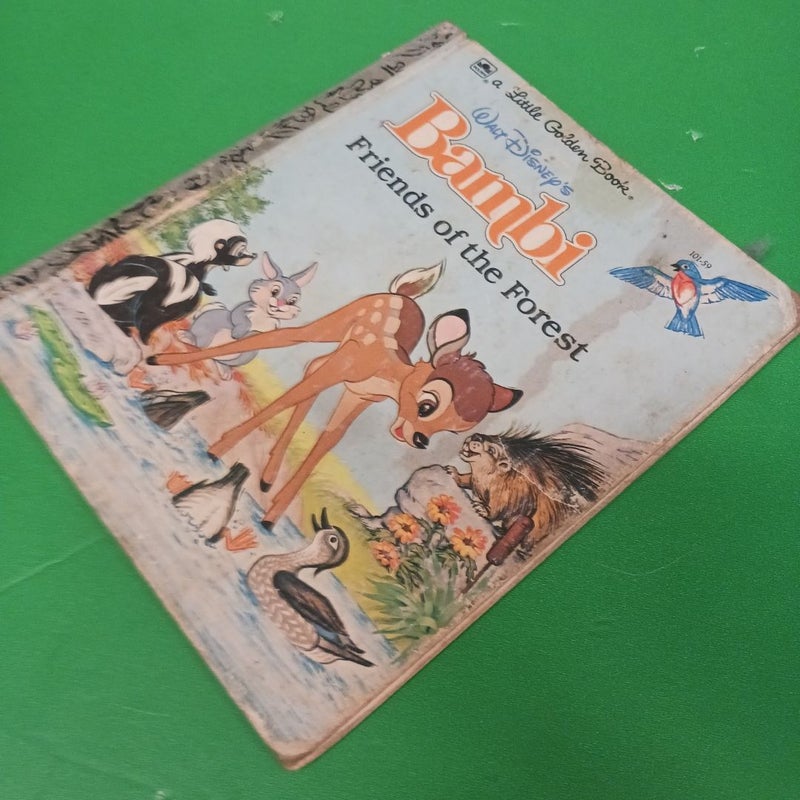 a Little Golden Book®
WALT DISNEY'S
Bambi
Friends of the Forest
101-59